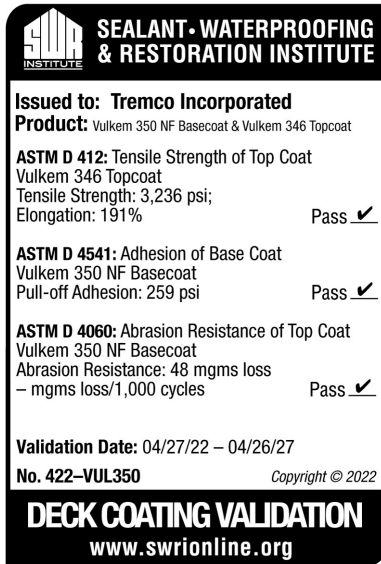 SWR
INSTITUTE
SEALANT • WATERPROOFING
& RESTORATION INSTITUTE
Issued to: Tremco Incorporated
Product: Vulkem 350 NF Basecoat & Vulkem 346 Topcoat
ASTM D 412: Tensile Strength of Top Coat
Vulkem 346 Topcoat
Tensile Strength: 3,236 psi;
Elongation: 191% Pass ✔
ASTM D 4541: Adhesion of Base Coat
Vulkem 350 NF Basecoat
Pull-off Adhesion: 259 psi Pass ✔
ASTM D 4060: Abrasion Resistance of Top Coat
Vulkem 350 NF Basecoat
Abrasion Resistance: 48 mgms loss
– mgms loss/1,000 cycles Pass ✔
Validation Date: 04/27/22 – 04/26/27
No. 422–VUL350 Copyright © 2022
DECK COATING VALIDATION
www.swrionline.org